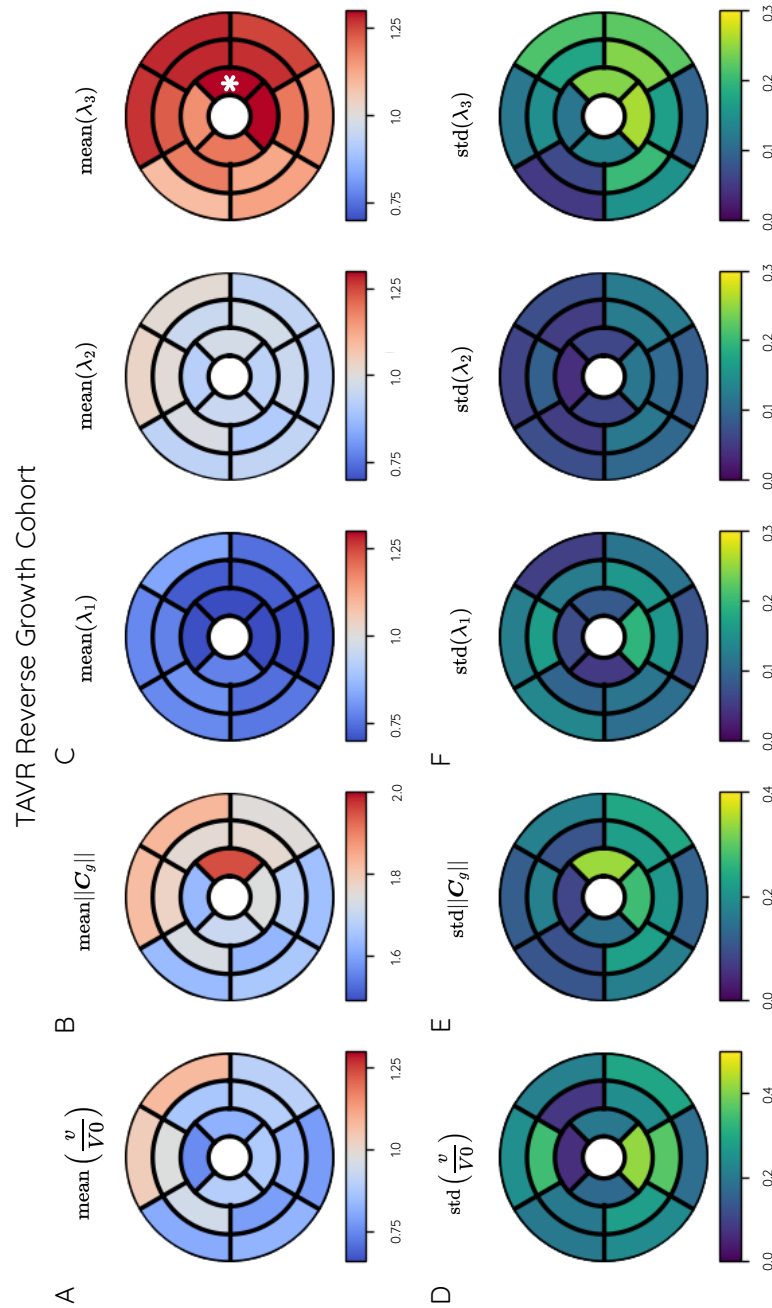 TAVR Reverse Growth Cohort
A
mean (v/V0)
0.75 1.0 1.25
B
mean||C_g||
1.6 1.8 2.0
C
mean(λ₁)
0.75 1.0 1.25
mean(λ₂)
0.75 1.0 1.25
mean(λ₃)
*
0.75 1.0 1.25
D
std (v/V0)
0.0 0.2 0.4
E
std||C_g||
0.0 0.2 0.4
F
std(λ₁)
0.0 0.1 0.2 0.3
std(λ₂)
0.0 0.1 0.2 0.3
std(λ₃)
0.0 0.1 0.2 0.3